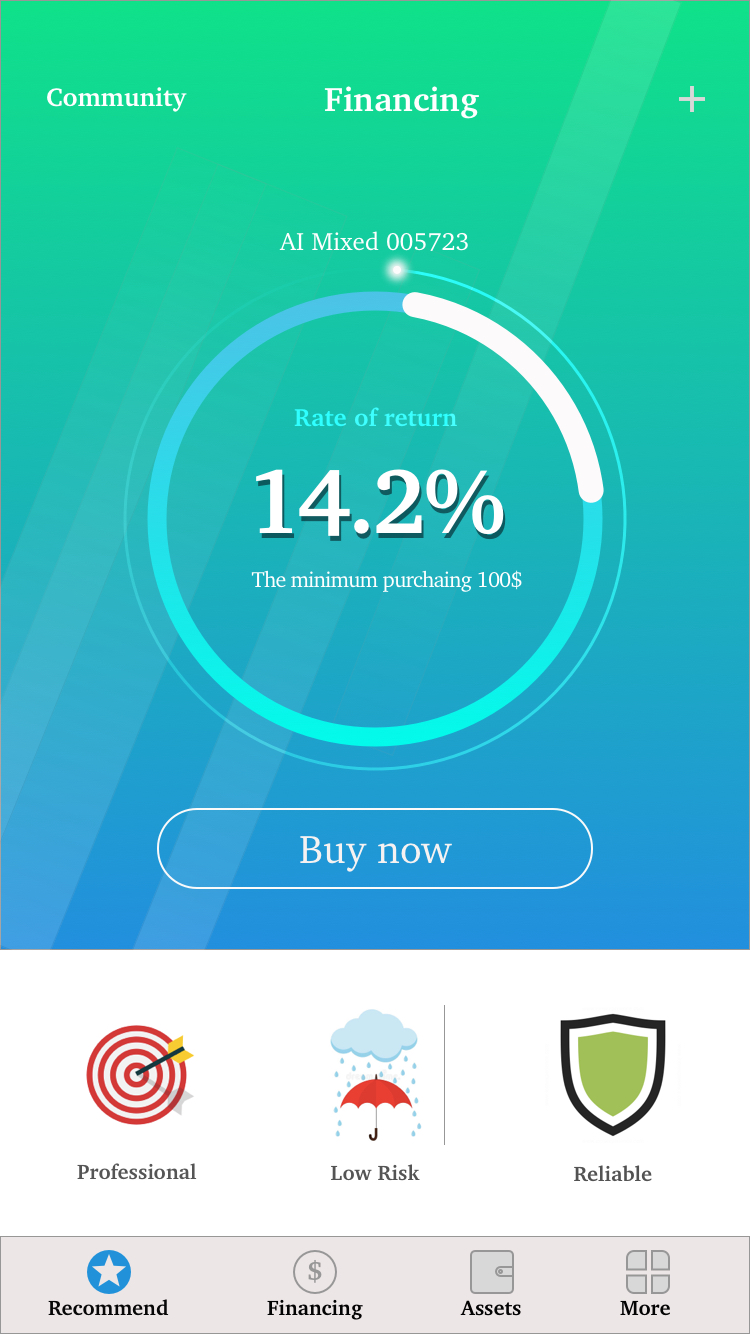 Community
Financing
AI Mixed 005723
Rate of return
14.2%
The minimum purchaing 100$
Buy now
Professional
Low Risk
Reliable
$
Recommend
Financing
Assets
More